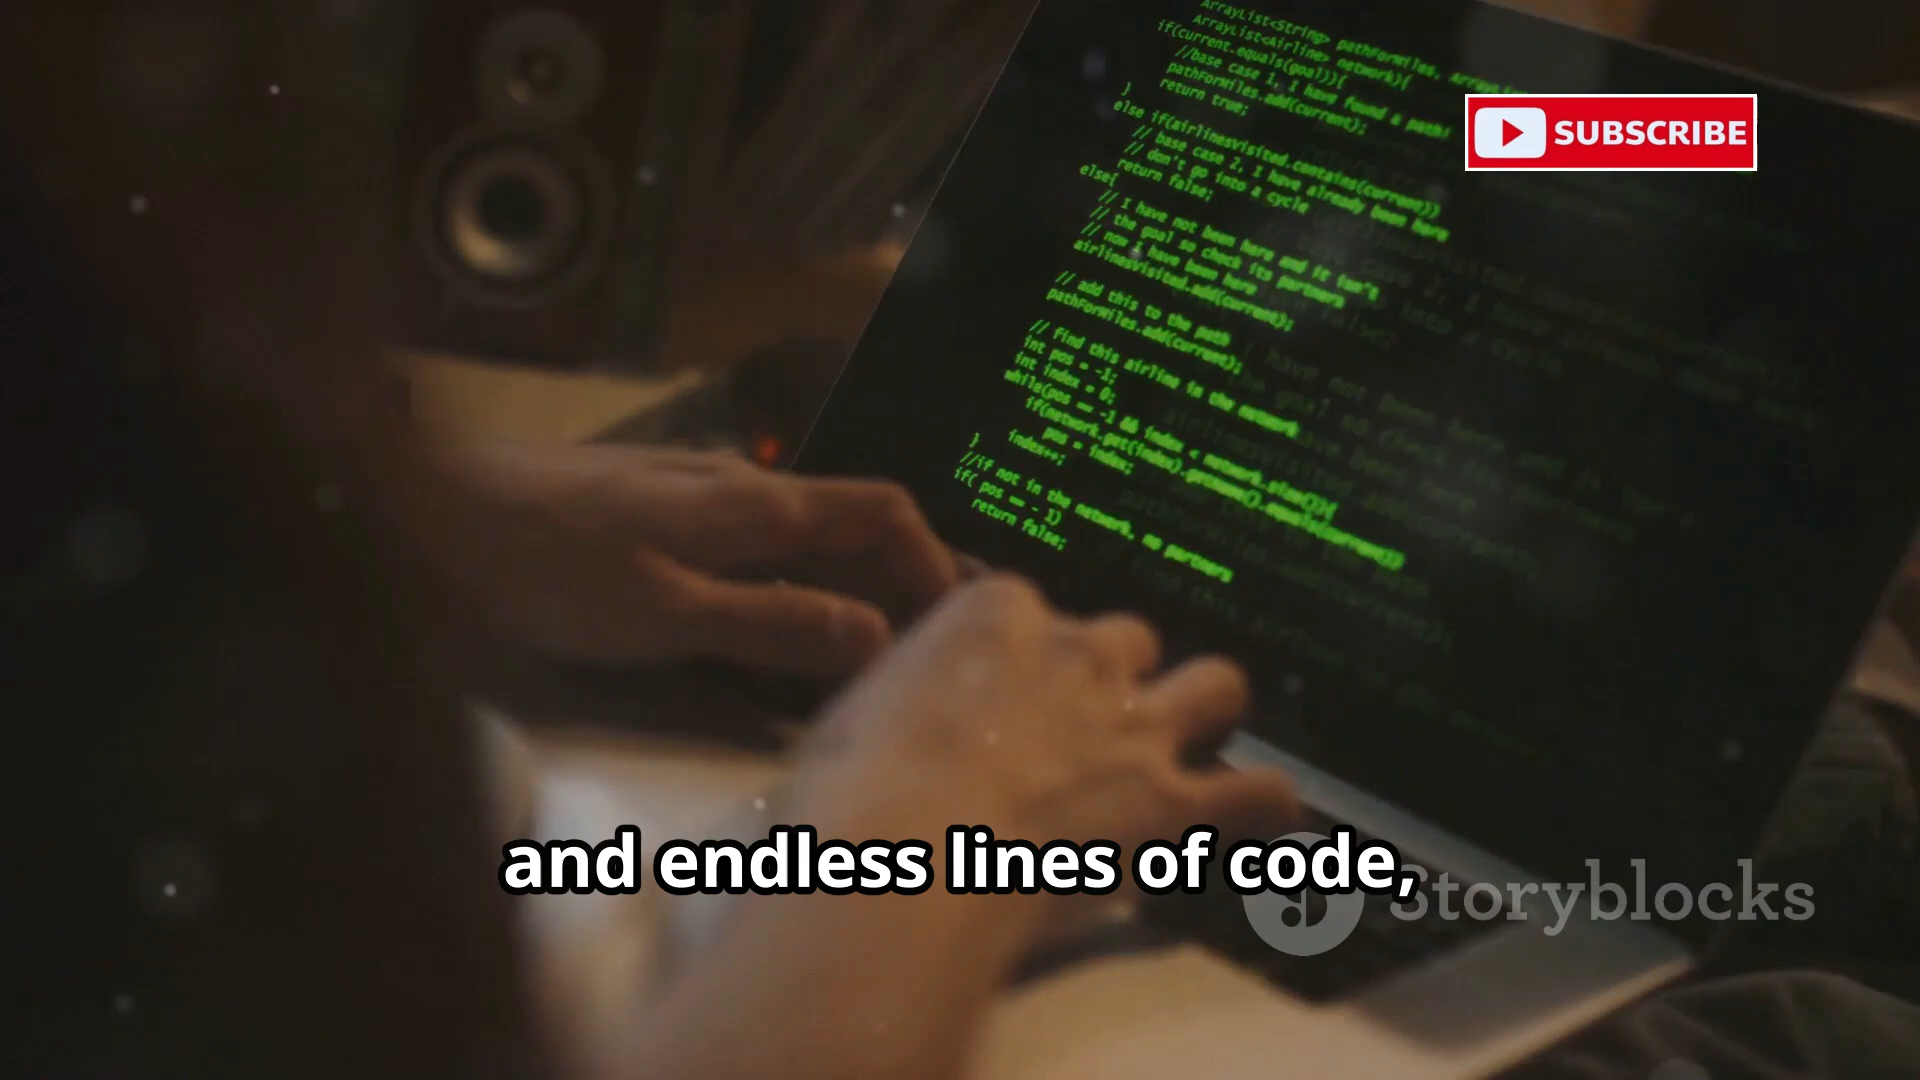 ArrayList<String> pathForMiles, ArrayLi
ArrayList<Airline> network){
if(current.equals(goal)){
//base case 1, I have found a path!
pathForMiles.add(current);
return true;
}
else if(airlinesVisited.contains(current))
// base case 2, I have already been here
// don't go into a cycle
return false;
else{
// I have not been here and it isn't
// the goal so check its partners
// now I have been here
airlinesVisited.add(current);
// add this to the path
pathForMiles.add(current);
// find this airline in the network
int pos = -1;
int index = 0;
while(pos == -1 && index < network.size()){
if(network.get(index).getName().equals(current))
pos = index;
index++;
}
//if not in the network, no partners
if( pos == - 1)
return false;
SUBSCRIBE
and endless lines of code,
Storyblocks